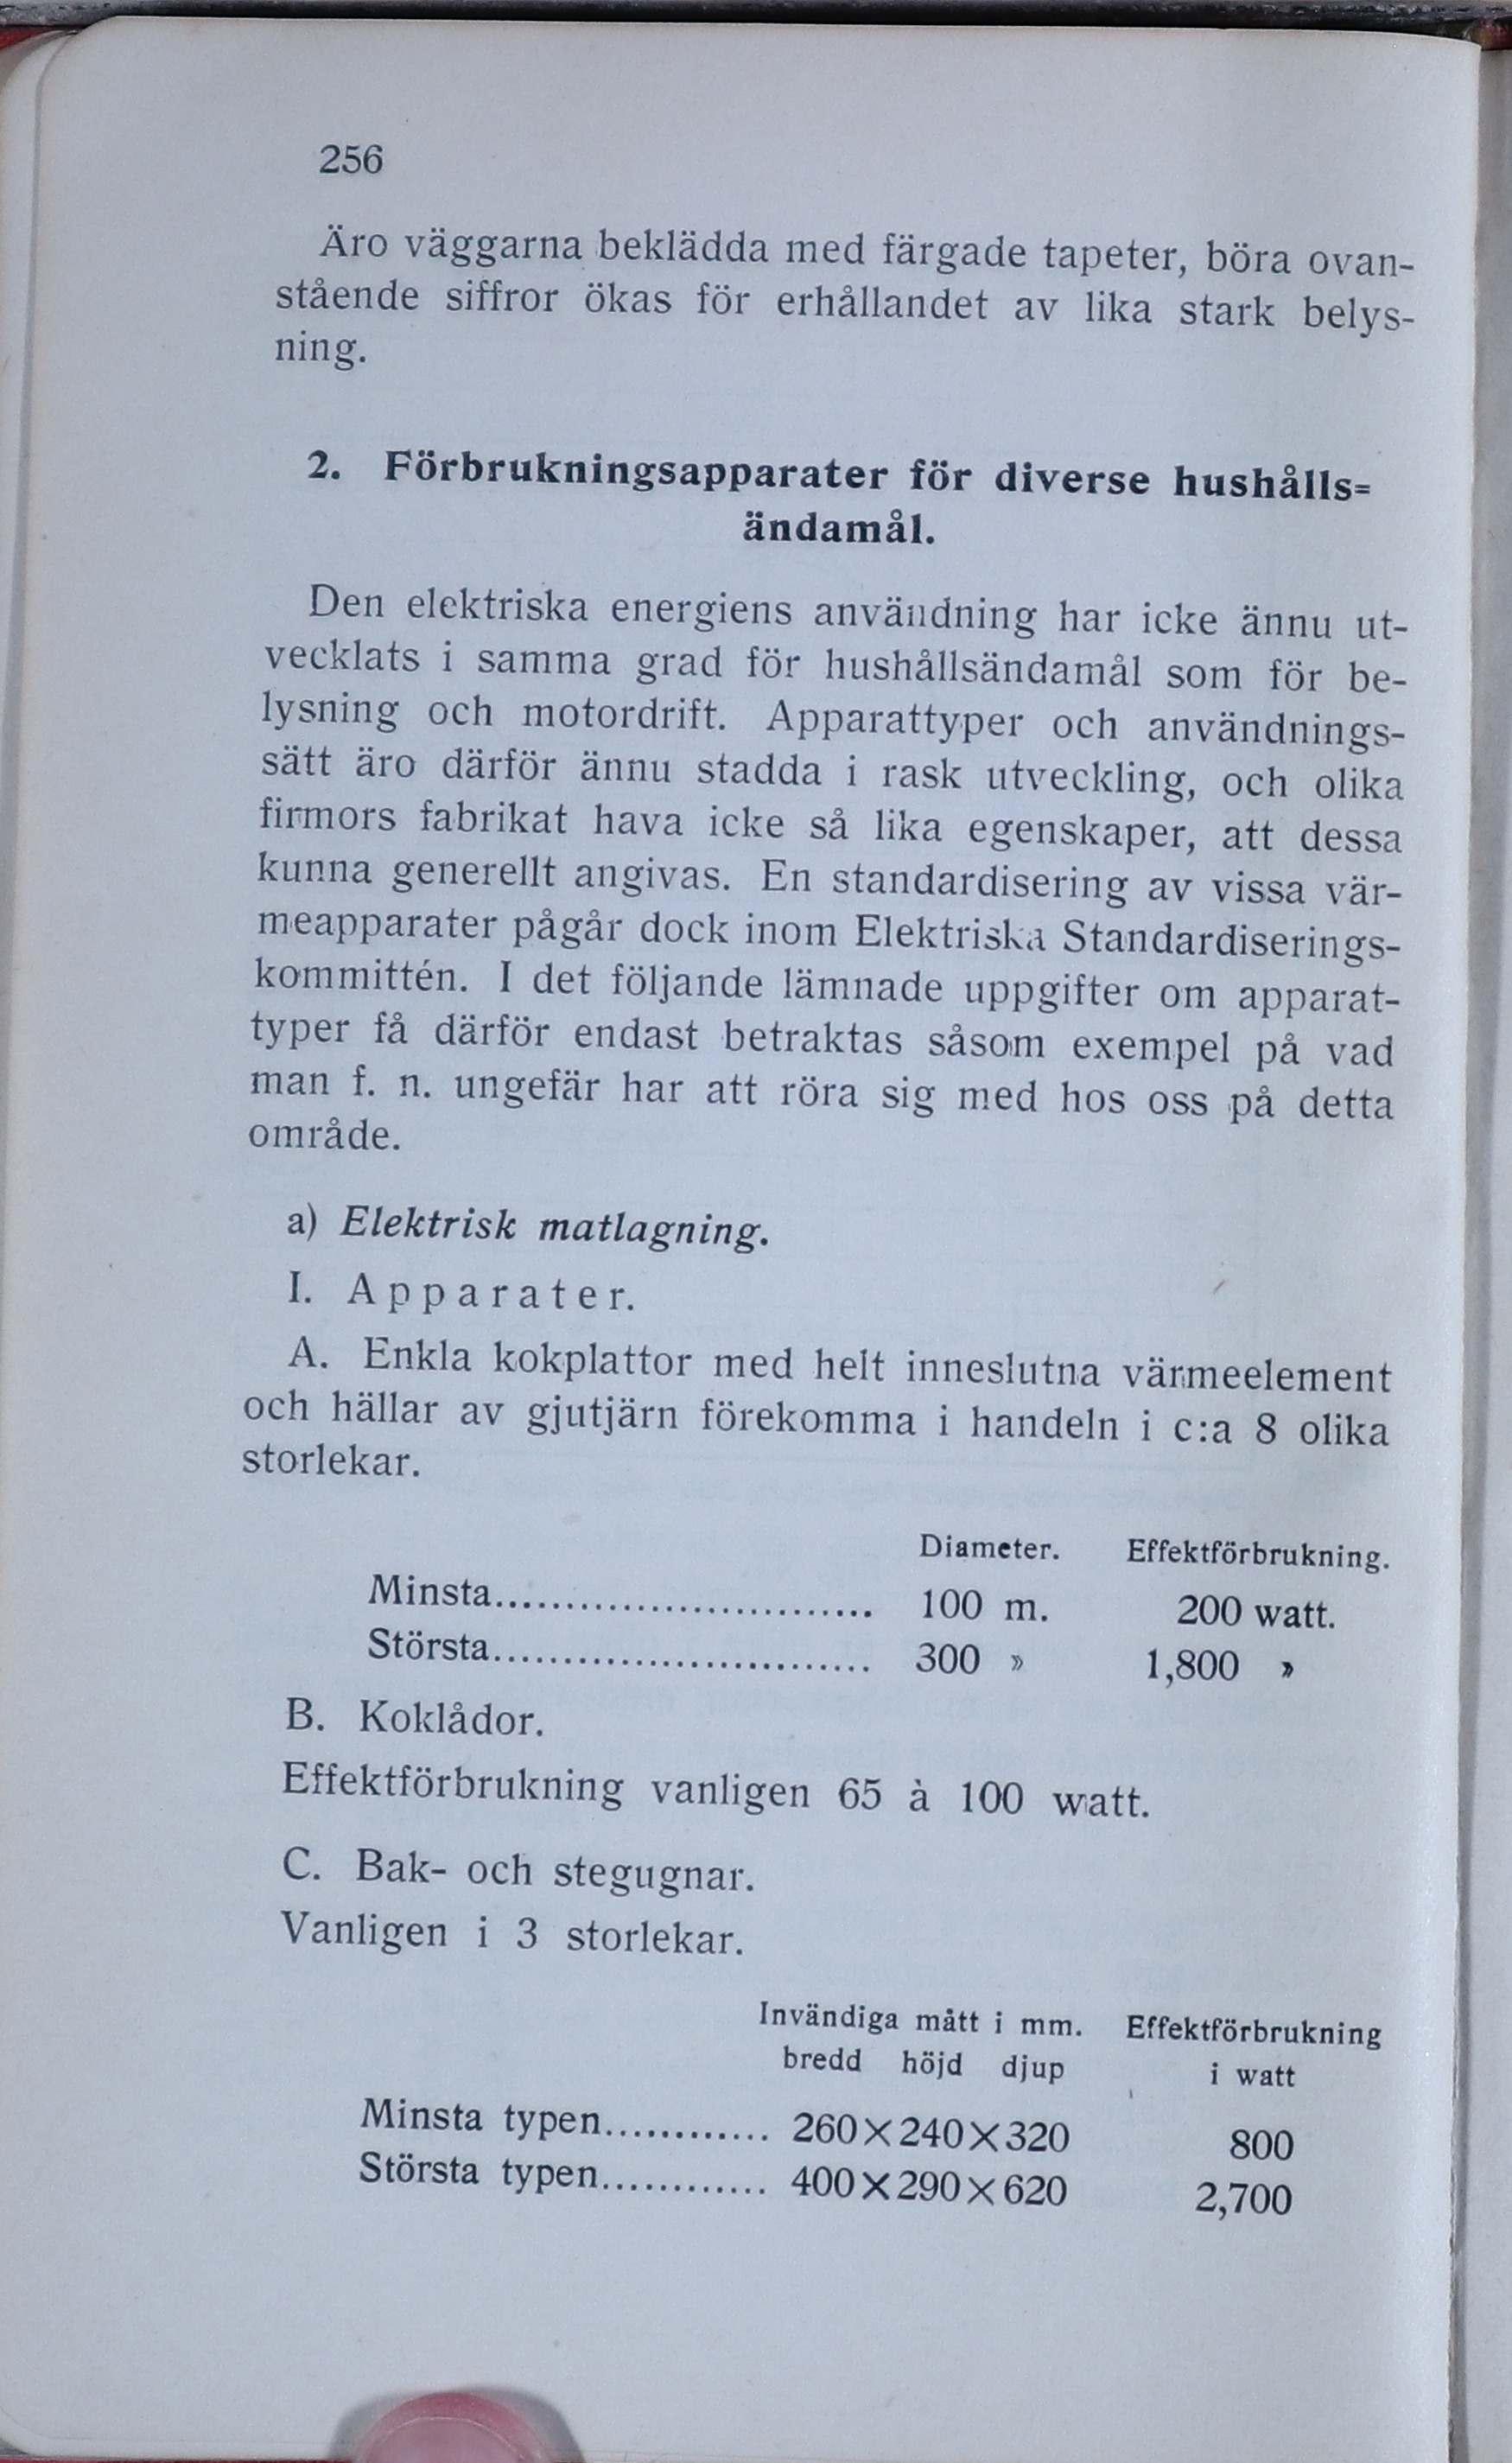 256
Äro väggarna beklädda med färgade tapeter, böra ovan-
stående siffror ökas för erhållandet av lika stark belys-
ning.
2. Förbrukningsapparater för diverse hushålls=
ändamål.
Den elektriska energiens användning har icke ännu ut-
vecklats i samma grad för hushållsändamål som för be-
lysning och motordrift. Apparattyper och användnings-
sätt äro därför ännu stadda i rask utveckling, och olika
firmors fabrikat hava icke så lika egenskaper, att dessa
kunna generellt angivas. En standardisering av vissa vär-
meapparater pågår dock inom Elektriska Standardiserings-
kommittén. I det följande lämnade uppgifter om apparat-
typer få därför endast betraktas såsom exempel på vad
man f. n. ungefär har att röra sig med hos oss på detta
område.
a) Elektrisk matlagning.
I. Apparater.
A. Enkla kokplattor med helt inneslutna värmeelement
och hällar av gjutjärn förekomma i handeln i c:a 8 olika
storlekar.
Diameter. Effektförbrukning.
Minsta........................... 100 m. 200 watt.
Största........................... 300 » 1,800 »
B. Koklådor.
Effektförbrukning vanligen 65 à 100 watt.
C. Bak- och stegugnar.
Vanligen i 3 storlekar.
Invändiga mått i mm. Effektförbrukning
bredd höjd djup i watt
Minsta typen............ 260×240×320 800
Största typen............ 400×290×620 2,700